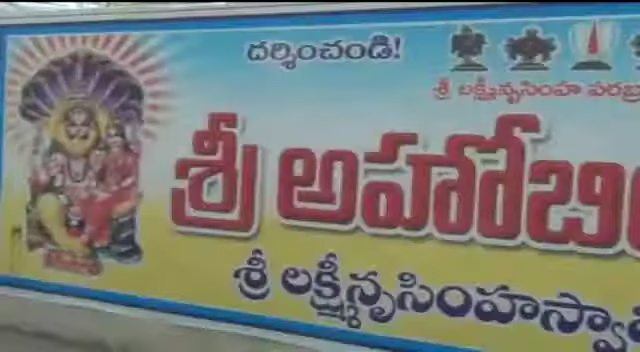 దర్శించండి!
శ్రీ లక్ష్మీనృసింహ పరబ్ర
శ్రీ అహోబి
శ్రీ లక్ష్మీనృసింహస్వా